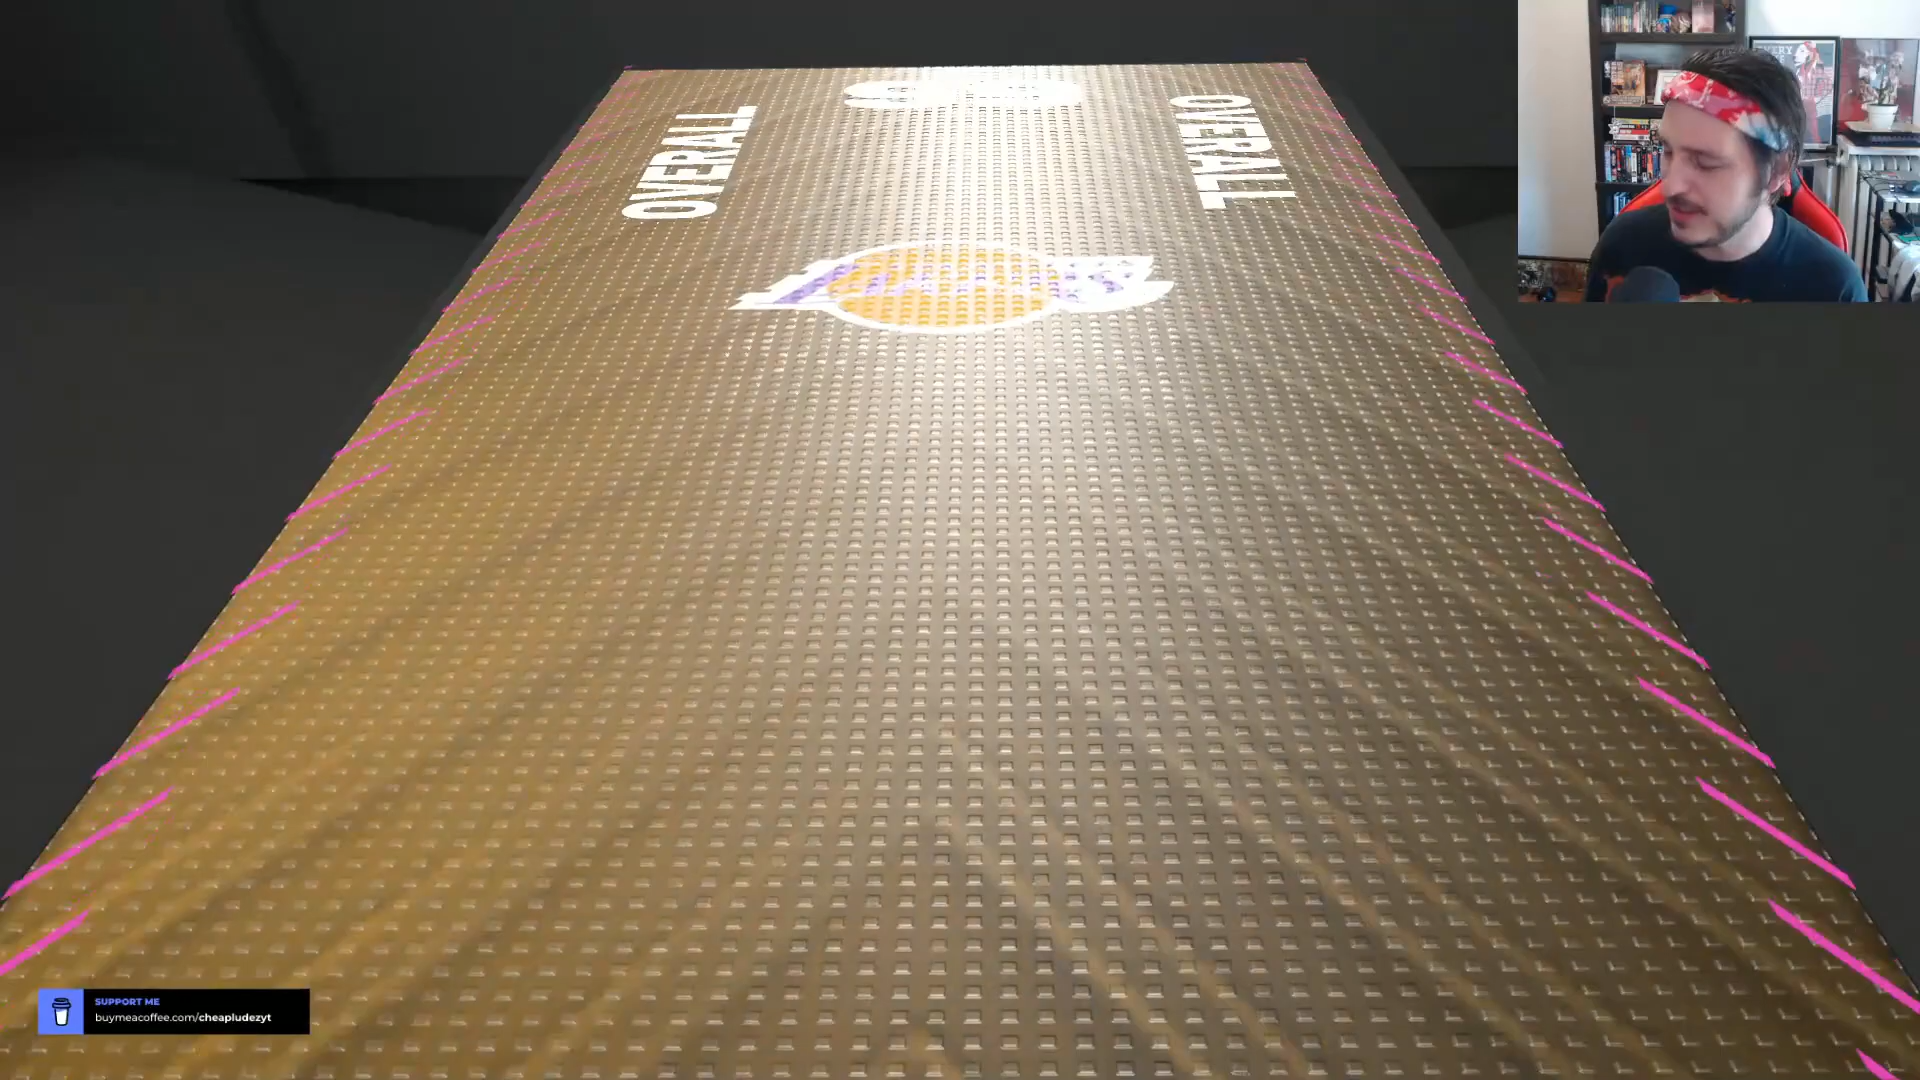 OVERALL
OVERALL
LAKERS
SUPPORT ME
buymeacoffee.com/cheapludezyt